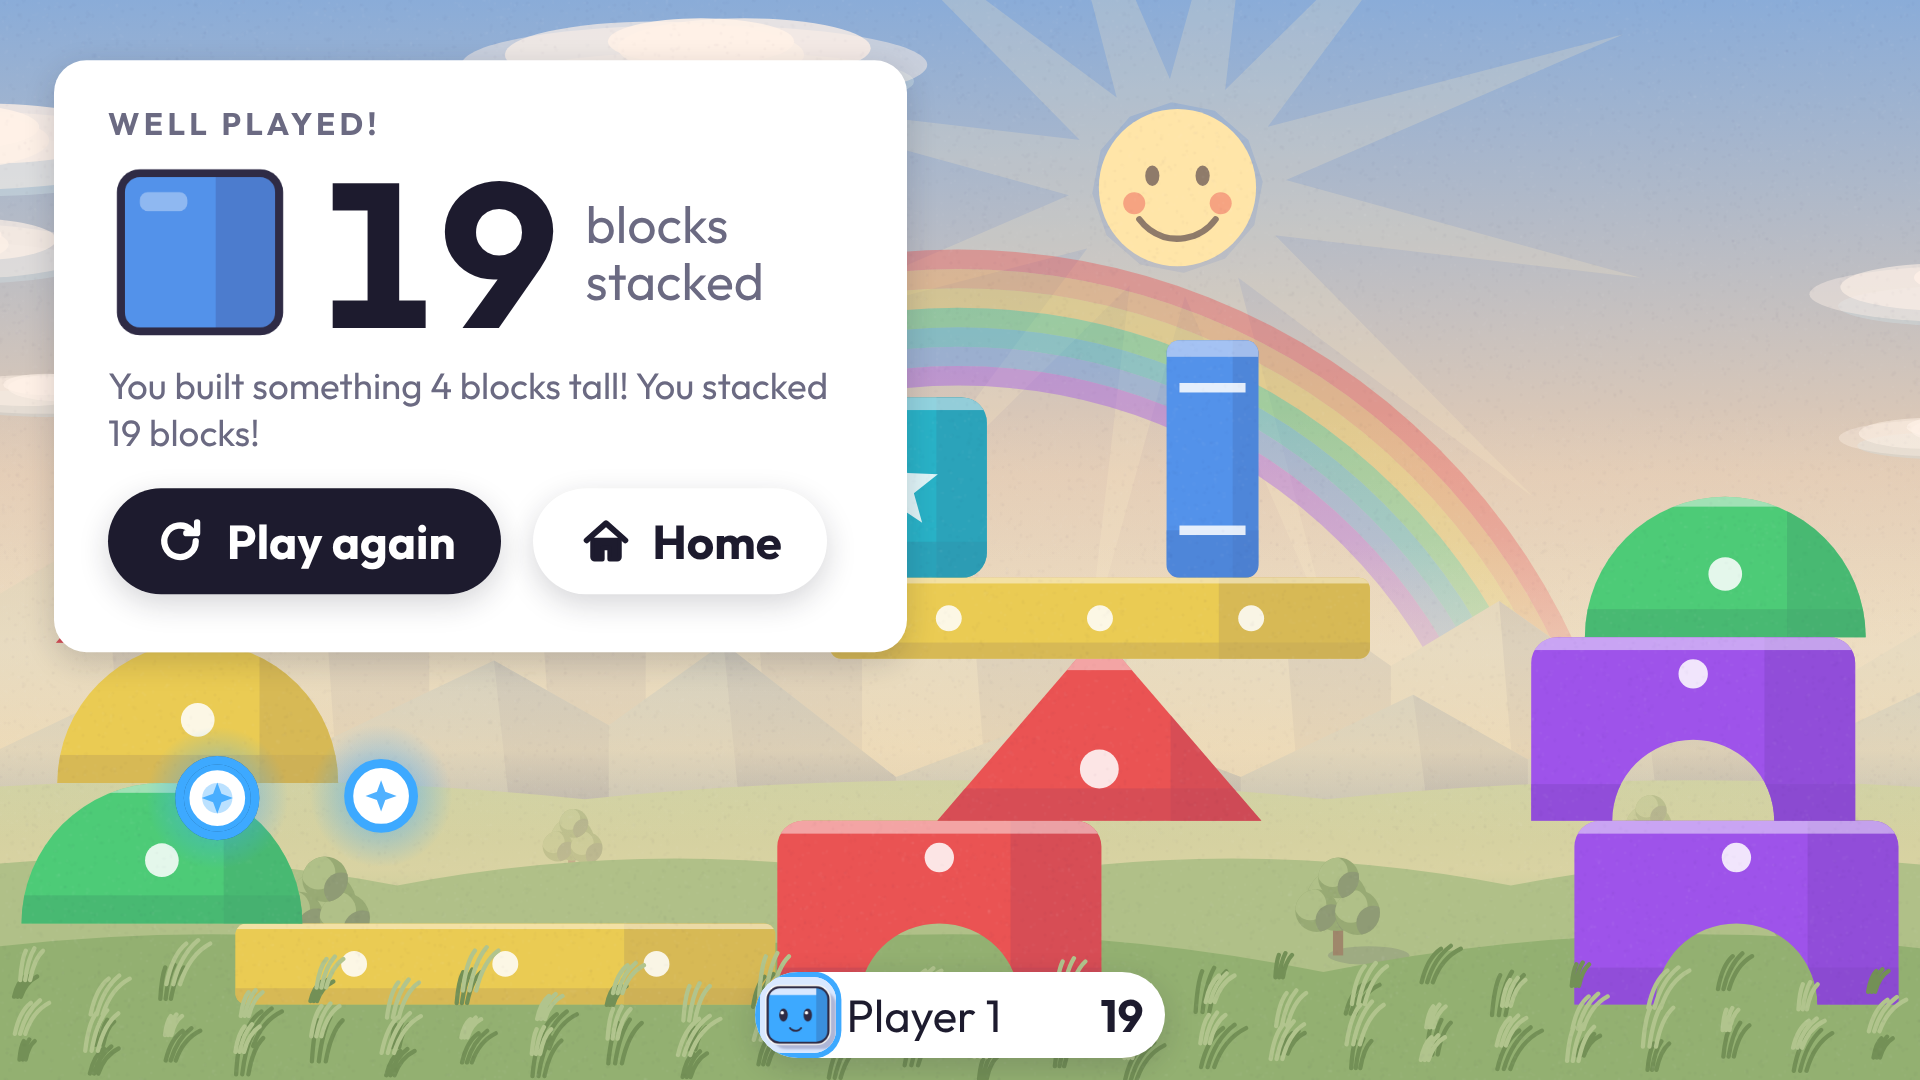 WELL PLAYED!
19
blocks
stacked
You built something 4 blocks tall! You stacked
19 blocks!
Play again
Home
Player 1
19